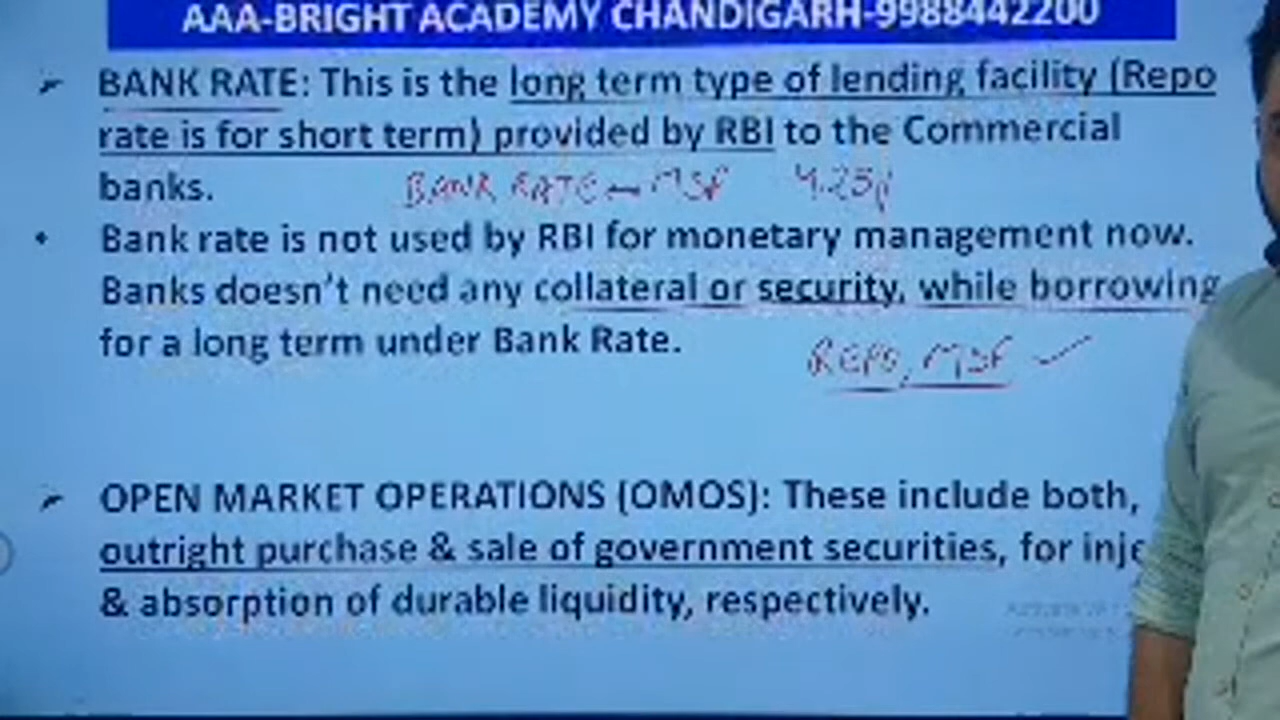 AAA-BRIGHT ACADEMY CHANDIGARH-9988442200
➢ BANK RATE: This is the long term type of lending facility (Repo
rate is for short term) provided by RBI to the Commercial
banks. BANK RATE – MSF 4.25%
• Bank rate is not used by RBI for monetary management now.
Banks doesn't need any collateral or security, while borrowing
for a long term under Bank Rate.
REPO, MSF ✓
➢ OPEN MARKET OPERATIONS (OMOS): These include both,
outright purchase & sale of government securities, for inje
& absorption of durable liquidity, respectively.